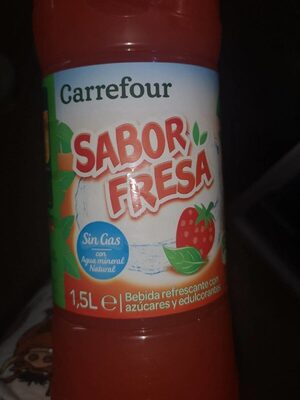 Carrefour
SABOR
FRESA
Sin Gas
con
Agua mineral
Natural
1,5L e
Bebida refrescante con
azúcares y edulcorantes